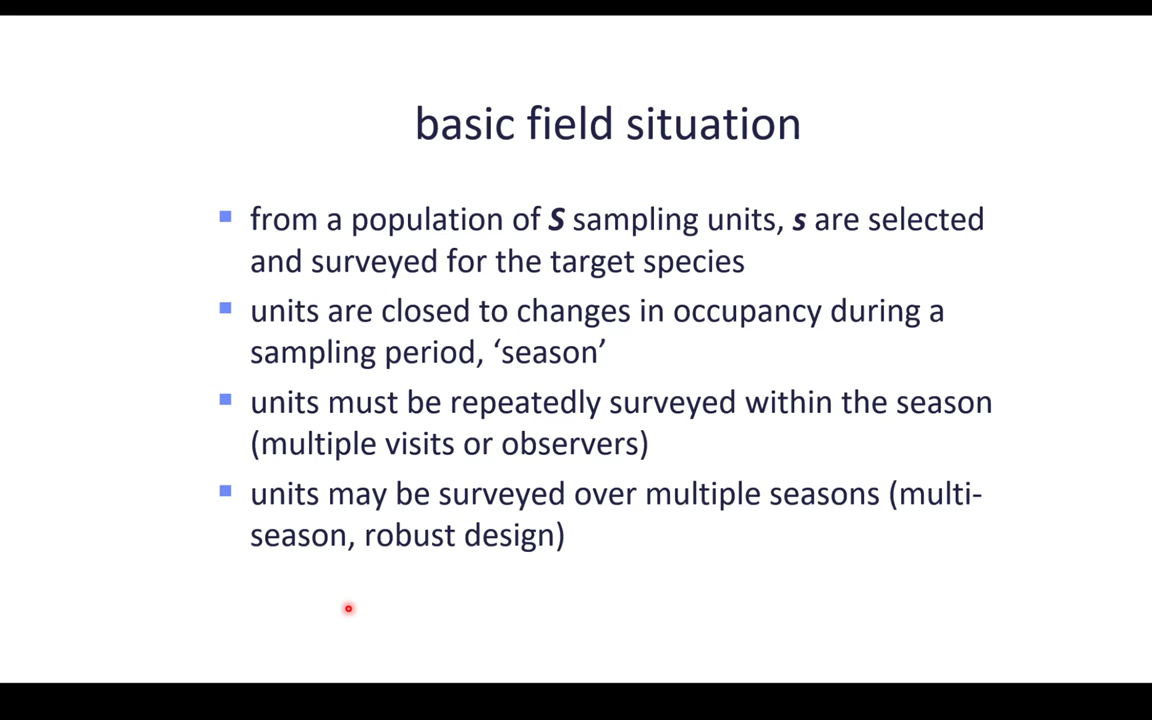 basic field situation
from a population of S sampling units, s are selected
and surveyed for the target species
units are closed to changes in occupancy during a
sampling period, ‘season’
units must be repeatedly surveyed within the season
(multiple visits or observers)
units may be surveyed over multiple seasons (multi-
season, robust design)